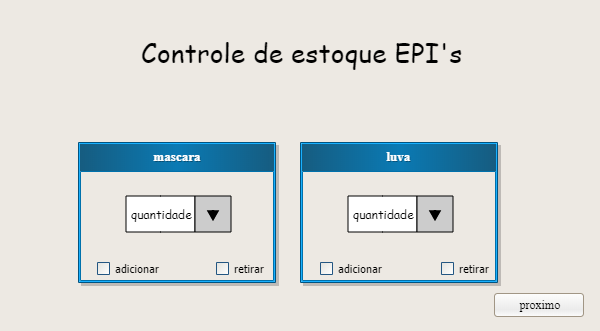 Controle de estoque EPI's
mascara
luva
quantidade
quantidade
adicionar
retirar
adicionar
retirar
proximo